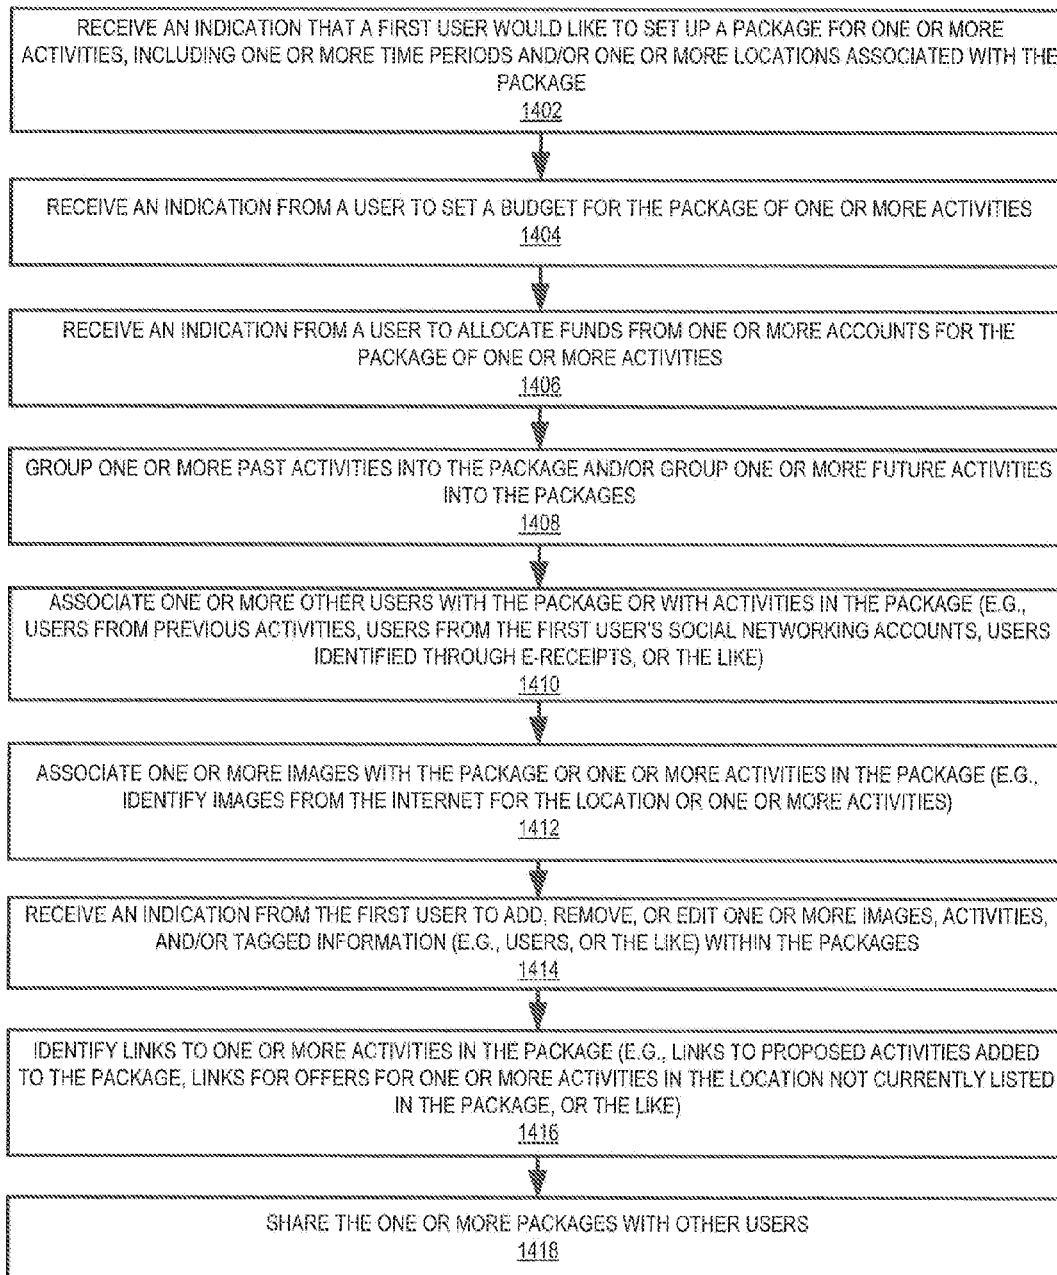 RECEIVE AN INDICATION THAT A FIRST USER WOULD LIKE TO SET UP A PACKAGE FOR ONE OR MORE
ACTIVITIES, INCLUDING ONE OR MORE TIME PERIODS AND/OR ONE OR MORE LOCATIONS ASSOCIATED WITH THE
PACKAGE
1402
RECEIVE AN INDICATION FROM A USER TO SET A BUDGET FOR THE PACKAGE OF ONE OR MORE ACTIVITIES
1404
RECEIVE AN INDICATION FROM A USER TO ALLOCATE FUNDS FROM ONE OR MORE ACCOUNTS FOR THE
PACKAGE OF ONE OR MORE ACTIVITIES
1406
GROUP ONE OR MORE PAST ACTIVITIES INTO THE PACKAGE AND/OR GROUP ONE OR MORE FUTURE ACTIVITIES
INTO THE PACKAGES
1408
ASSOCIATE ONE OR MORE OTHER USERS WITH THE PACKAGE OR WITH ACTIVITIES IN THE PACKAGE (E.G.,
USERS FROM PREVIOUS ACTIVITIES, USERS FROM THE FIRST USER'S SOCIAL NETWORKING ACCOUNTS, USERS
IDENTIFIED THROUGH E-RECEIPTS, OR THE LIKE)
1410
ASSOCIATE ONE OR MORE IMAGES WITH THE PACKAGE OR ONE OR MORE ACTIVITIES IN THE PACKAGE (E.G.,
IDENTIFY IMAGES FROM THE INTERNET FOR THE LOCATION OR ONE OR MORE ACTIVITIES)
1412
RECEIVE AN INDICATION FROM THE FIRST USER TO ADD, REMOVE, OR EDIT ONE OR MORE IMAGES, ACTIVITIES,
AND/OR TAGGED INFORMATION (E.G., USERS, OR THE LIKE) WITHIN THE PACKAGES
1414
IDENTIFY LINKS TO ONE OR MORE ACTIVITIES IN THE PACKAGE (E.G., LINKS TO PROPOSED ACTIVITIES ADDED
TO THE PACKAGE, LINKS FOR OFFERS FOR ONE OR MORE ACTIVITIES IN THE LOCATION NOT CURRENTLY LISTED
IN THE PACKAGE, OR THE LIKE)
1416
SHARE THE ONE OR MORE PACKAGES WITH OTHER USERS
1418